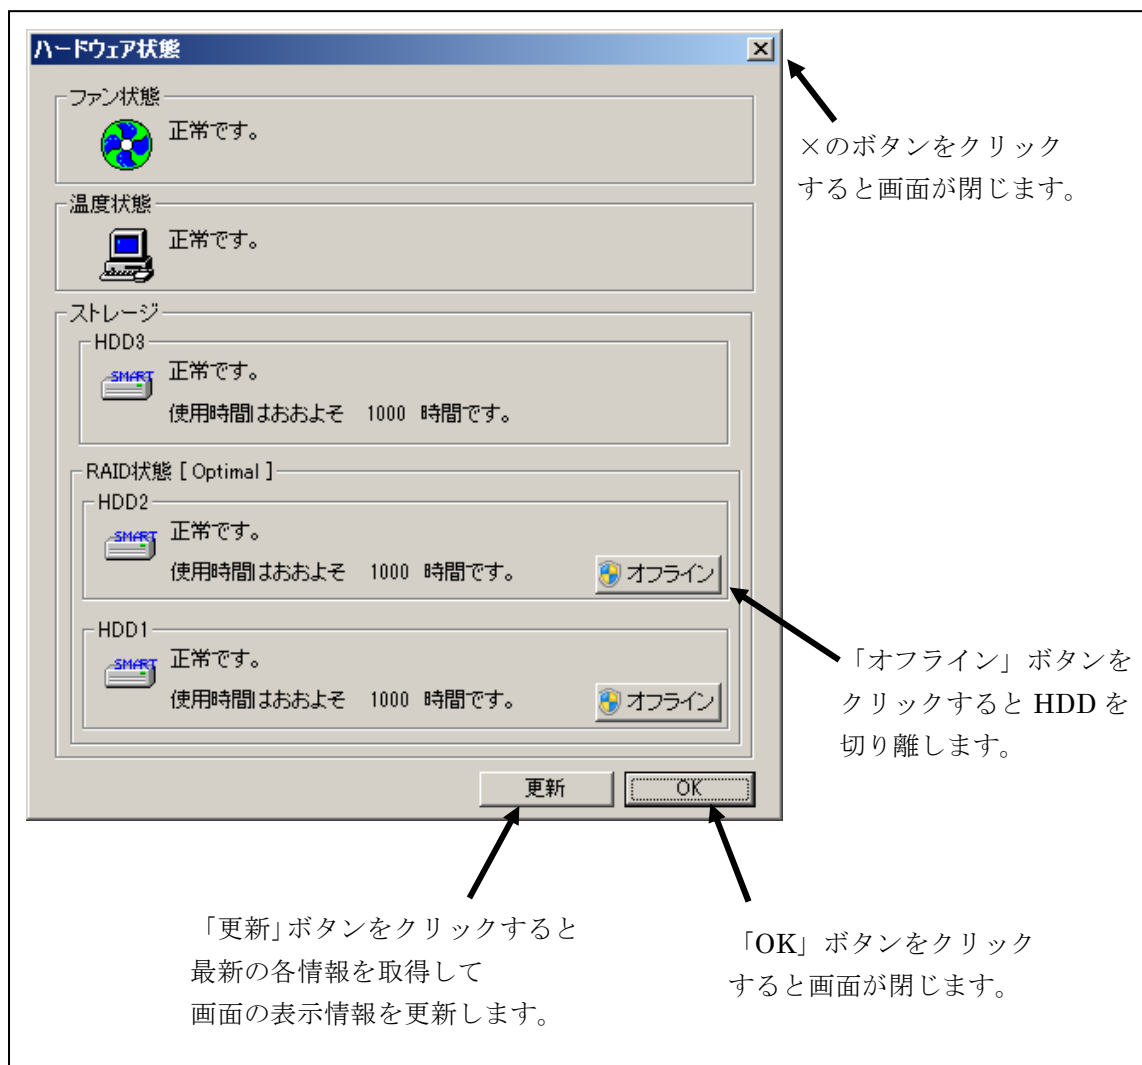 ハードウェア状態
ファン状態
正常です。
×のボタンをクリック
すると画面が閉じます。
温度状態
正常です。
ストレージ
HDD3
SMART
正常です。
使用時間はおおよそ 1000 時間です。
RAID状態 [ Optimal ]
HDD2
SMART
正常です。
使用時間はおおよそ 1000 時間です。
オフライン
HDD1
SMART
正常です。
使用時間はおおよそ 1000 時間です。
オフライン
「オフライン」ボタンを
クリックすると HDD を
切り離します。
更新
OK
「更新」ボタンをクリックすると
最新の各情報を取得して
画面の表示情報を更新します。
「OK」ボタンをクリック
すると画面が閉じます。